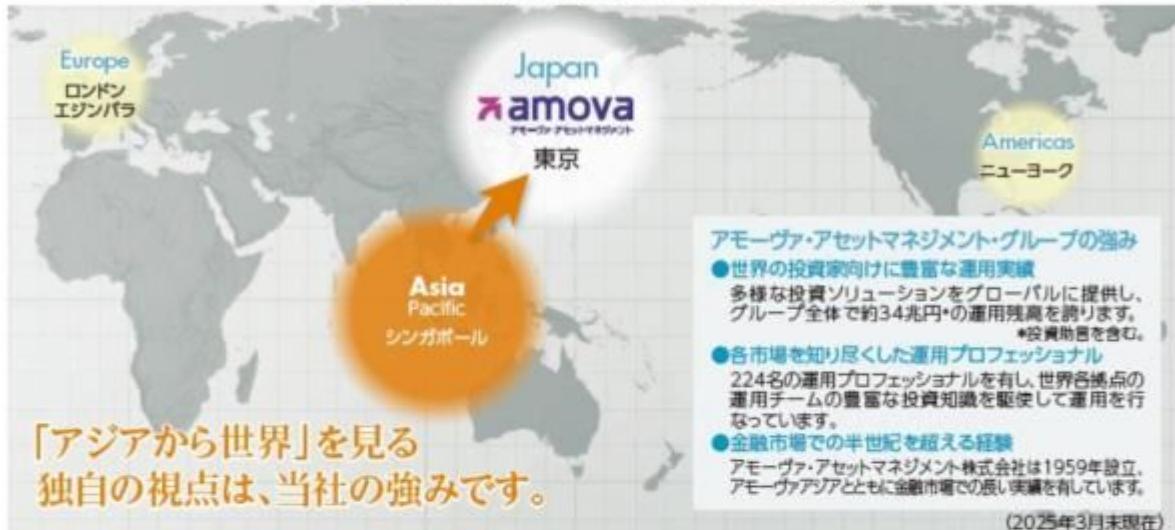 Europe
ロンドン
エジンバラ
Japan
amova
アモーヴァ・アセットマネジメント
東京
Americas
ニューヨーク
Asia
Pacific
シンガポール
「アジアから世界」を見る
独自の視点は、当社の強みです。
アモーヴァ・アセットマネジメント・グループの強み
●世界の投資家向けに豊富な運用実績
多様な投資ソリューションをグローバルに提供し、
グループ全体で約34兆円*の運用残高を誇ります。
*投資助言を含む。
●各市場を知り尽くした運用プロフェッショナル
224名の運用プロフェッショナルを有し、世界各拠点の
運用チームの豊富な投資知識を駆使して運用を行
なっています。
●金融市場での半世紀を超える経験
アモーヴァ・アセットマネジメント株式会社は1959年設立、
アモーヴァアジアとともに金融市場での長い実績を有しています。
(2025年3月末現在)